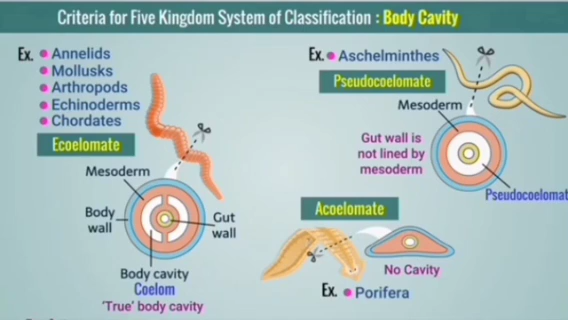 Criteria for Five Kingdom System of Classification : Body Cavity
Ex. • Annelids
• Mollusks
• Arthropods
• Echinoderms
• Chordates
Ecoelomate
Mesoderm
Body
wall
Gut
wall
Body cavity
Coelom
'True' body cavity
Ex. • Aschelminthes
Pseudocoelomate
Mesoderm
Gut wall is
not lined by
mesoderm
Pseudocoelomat
Acoelomate
No Cavity
Ex. • Porifera